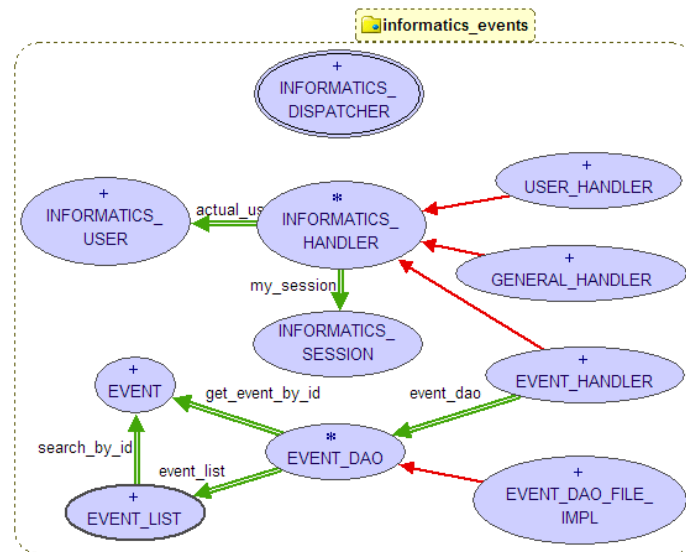 informatics_events
+
INFORMATICS_
DISPATCHER
+
USER_HANDLER
+
INFORMATICS_
USER
actual_us
*
INFORMATICS_
HANDLER
+
GENERAL_HANDLER
my_session
INFORMATICS_
SESSION
+
EVENT
get_event_by_id
event_dao
+
EVENT_HANDLER
search_by_id
event_list
*
EVENT_DAO
+
EVENT_LIST
+
EVENT_DAO_FILE_
IMPL